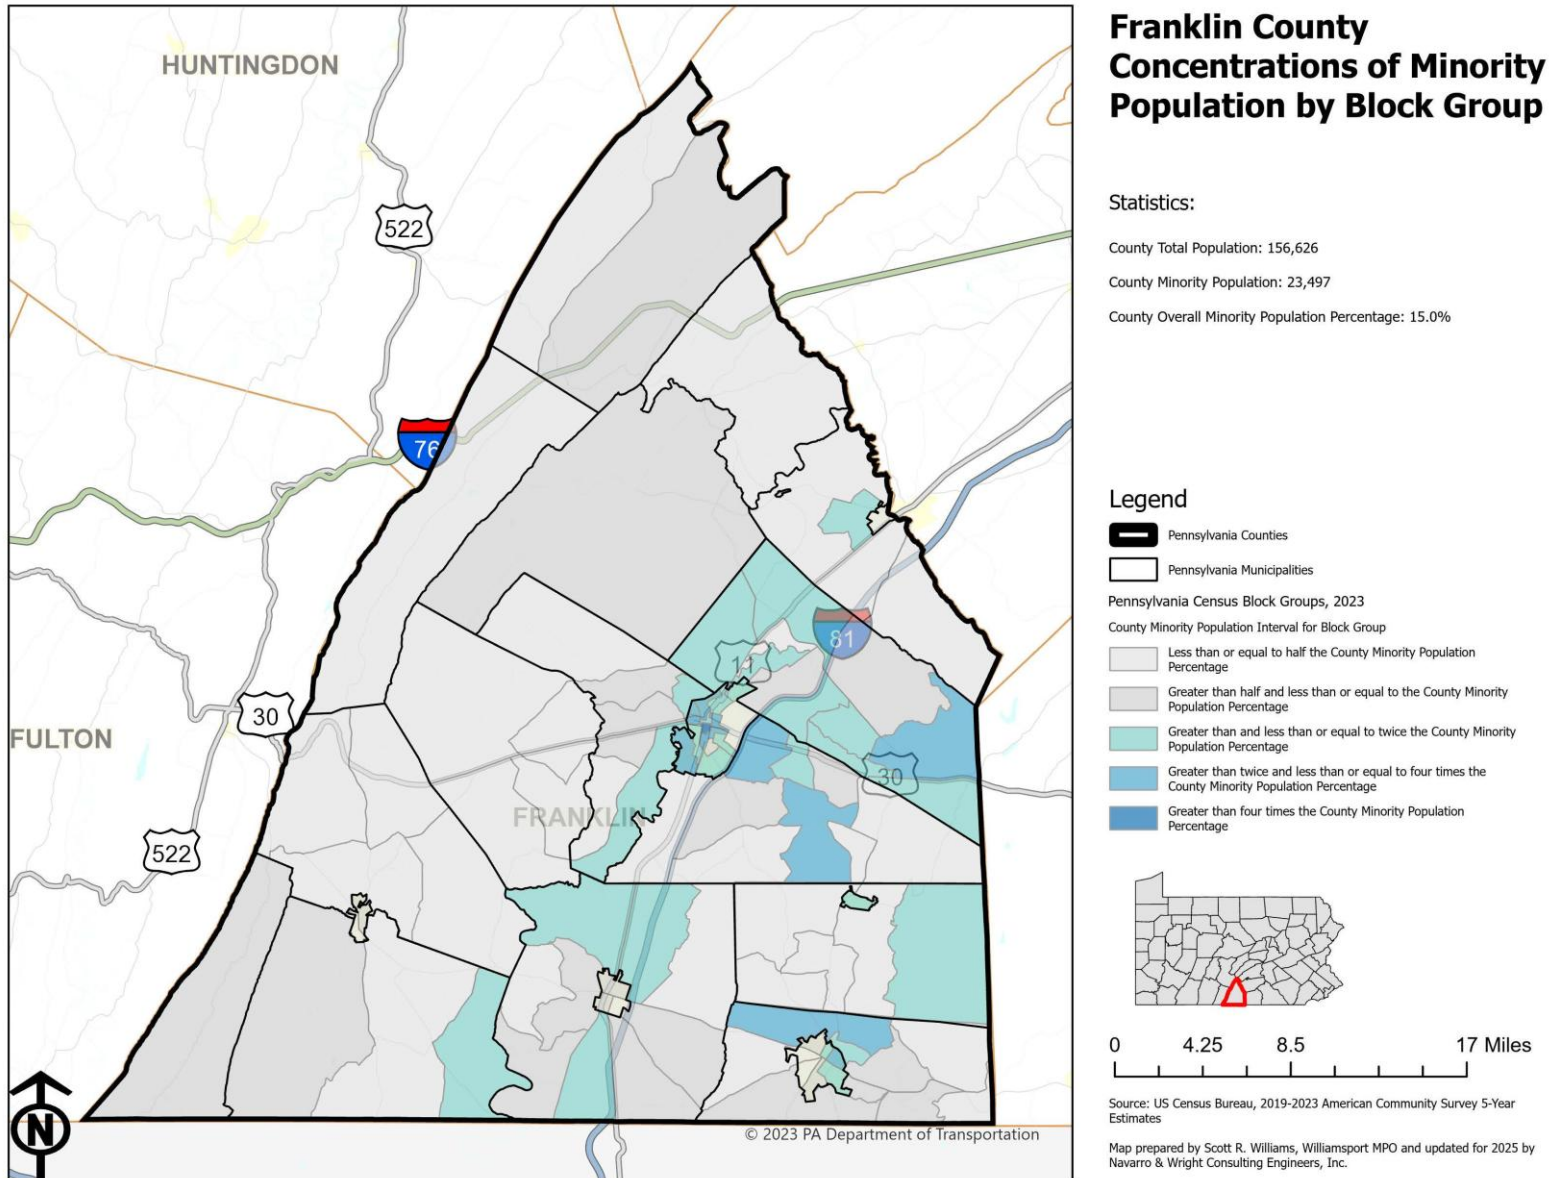 Franklin County
Concentrations of Minority
Population by Block Group
Statistics:
County Total Population: 156,626
County Minority Population: 23,497
County Overall Minority Population Percentage: 15.0%
Legend
Pennsylvania Counties
Pennsylvania Municipalities
Pennsylvania Census Block Groups, 2023
County Minority Population Interval for Block Group
Less than or equal to half the County Minority Population
Percentage
Greater than half and less than or equal to the County Minority
Population Percentage
Greater than and less than or equal to twice the County Minority
Population Percentage
Greater than twice and less than or equal to four times the
County Minority Population Percentage
Greater than four times the County Minority Population
Percentage
0 4.25 8.5 17 Miles
Source: US Census Bureau, 2019-2023 American Community Survey 5-Year
Estimates
Map prepared by Scott R. Williams, Williamsport MPO and updated for 2025 by
Navarro & Wright Consulting Engineers, Inc.
HUNTINGDON
522
76
81
11
30
FULTON
30
FRANKLIN
522
N
© 2023 PA Department of Transportation